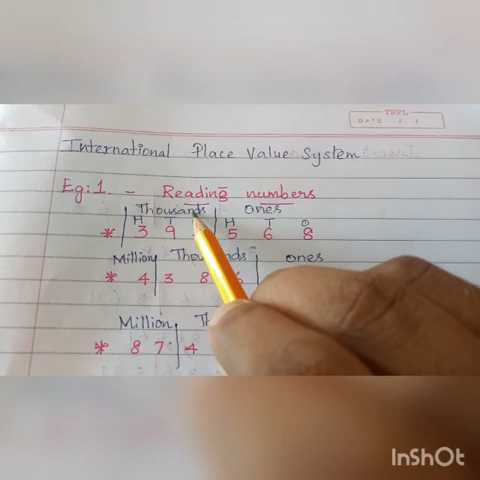 DATE
International Place Value System
Eg:1. - Reading numbers
Thousands Ones
H T H T O
* 3 9 5 6 8
Million Thousands ones
* 4 3 8 6
Million
* 8 7 4
InShOt